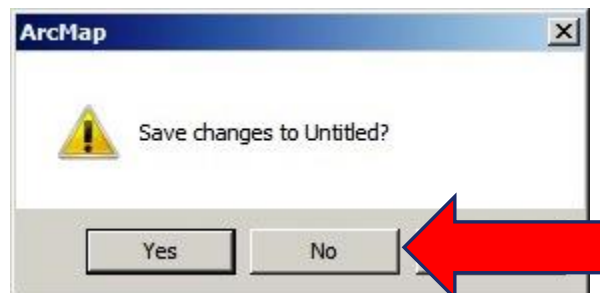 ArcMap
Save changes to Untitled?
Yes No